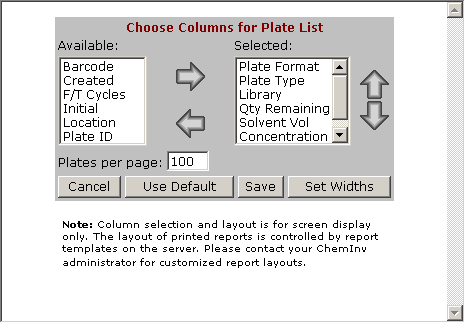 Choose Columns for Plate List
Available:
Selected:
Barcode
Created
F/T Cycles
Initial
Location
Plate ID
Plate Format
Plate Type
Library
Qty Remaining
Solvent Vol
Concentration
Plates per page: 100
Cancel Use Default Save Set Widths
Note: Column selection and layout is for screen display
only. The layout of printed reports is controlled by report
templates on the server. Please contact your ChemInv
administrator for customized report layouts.